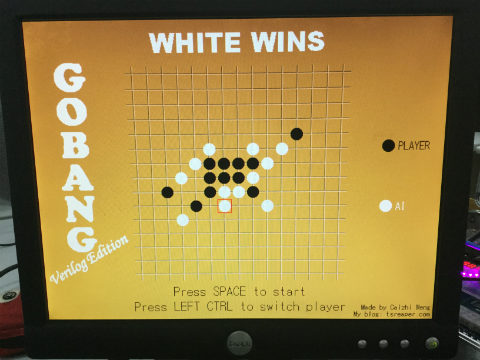 WHITE WINS
GOBANG
Verilog Edition
PLAYER
AI
Press SPACE to start
Press LEFT CTRL to switch player
Made by Caizhi Weng
My blog: tsreaper.com
DELL